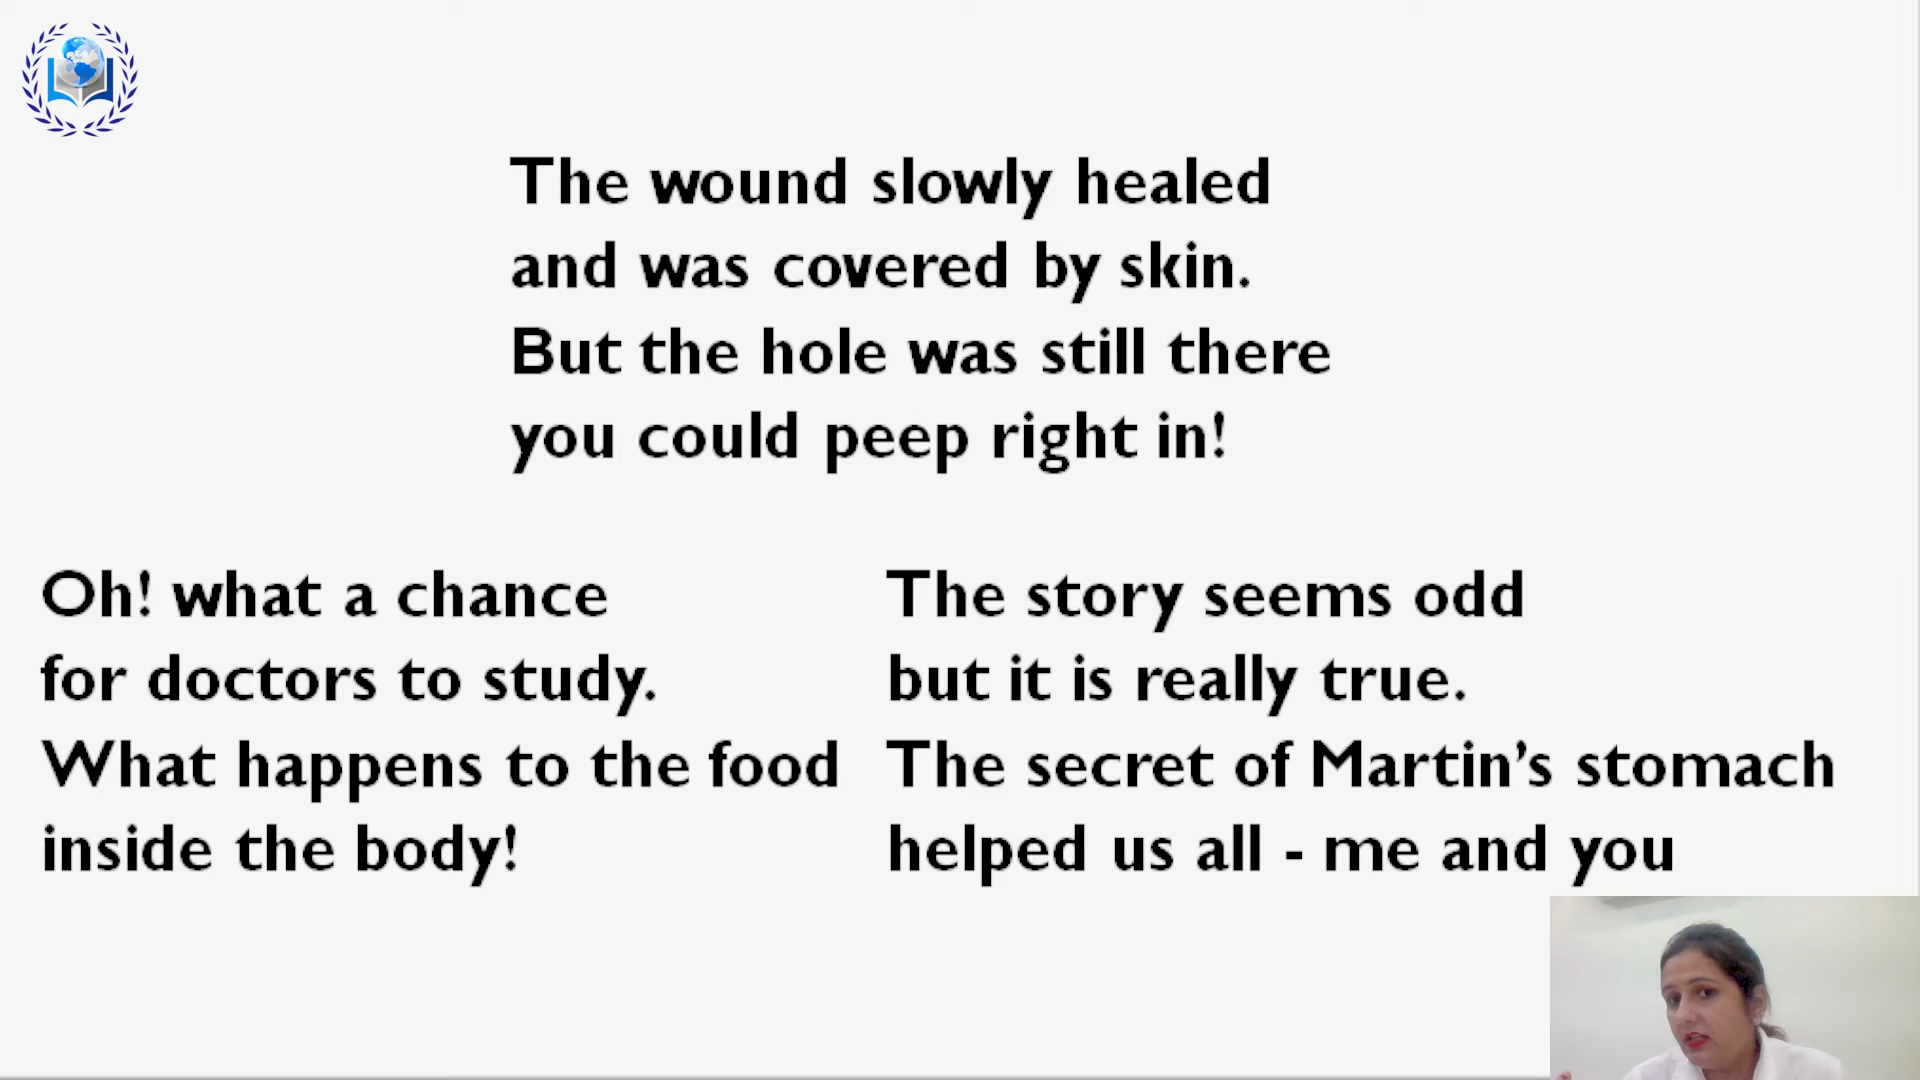 The wound slowly healed
and was covered by skin.
But the hole was still there
you could peep right in!
Oh! what a chance
for doctors to study.
What happens to the food
inside the body!
The story seems odd
but it is really true.
The secret of Martin’s stomach
helped us all - me and you